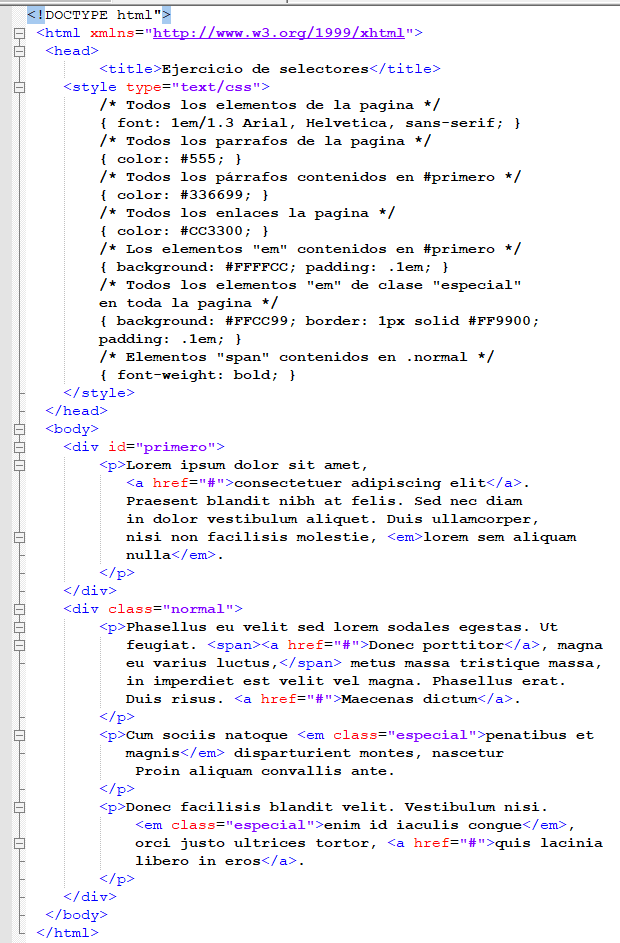 <!DOCTYPE html">
<html xmlns="http://www.w3.org/1999/xhtml">
<head>
<title>Ejercicio de selectores</title>
<style type="text/css">
/* Todos los elementos de la pagina */
{ font: 1em/1.3 Arial, Helvetica, sans-serif; }
/* Todos los parrafos de la pagina */
{ color: #555; }
/* Todos los párrafos contenidos en #primero */
{ color: #336699; }
/* Todos los enlaces la pagina */
{ color: #CC3300; }
/* Los elementos "em" contenidos en #primero */
{ background: #FFFFCC; padding: .1em; }
/* Todos los elementos "em" de clase "especial"
en toda la pagina */
{ background: #FFCC99; border: 1px solid #FF9900;
padding: .1em; }
/* Elementos "span" contenidos en .normal */
{ font-weight: bold; }
</style>
</head>
<body>
<div id="primero">
<p>Lorem ipsum dolor sit amet,
<a href="#">consectetuer adipiscing elit</a>.
Praesent blandit nibh at felis. Sed nec diam
in dolor vestibulum aliquet. Duis ullamcorper,
nisi non facilisis molestie, <em>lorem sem aliquam
nulla</em>.
</p>
</div>
<div class="normal">
<p>Phasellus eu velit sed lorem sodales egestas. Ut
feugiat. <span><a href="#">Donec porttitor</a>, magna
eu varius luctus,</span> metus massa tristique massa,
in imperdiet est velit vel magna. Phasellus erat.
Duis risus. <a href="#">Maecenas dictum</a>.
</p>
<p>Cum sociis natoque <em class="especial">penatibus et
magnis</em> disparturient montes, nascetur
Proin aliquam convallis ante.
</p>
<p>Donec facilisis blandit velit. Vestibulum nisi.
<em class="especial">enim id iaculis congue</em>,
orci justo ultrices tortor, <a href="#">quis lacinia
libero in eros</a>.
</p>
</div>
</body>
</html>